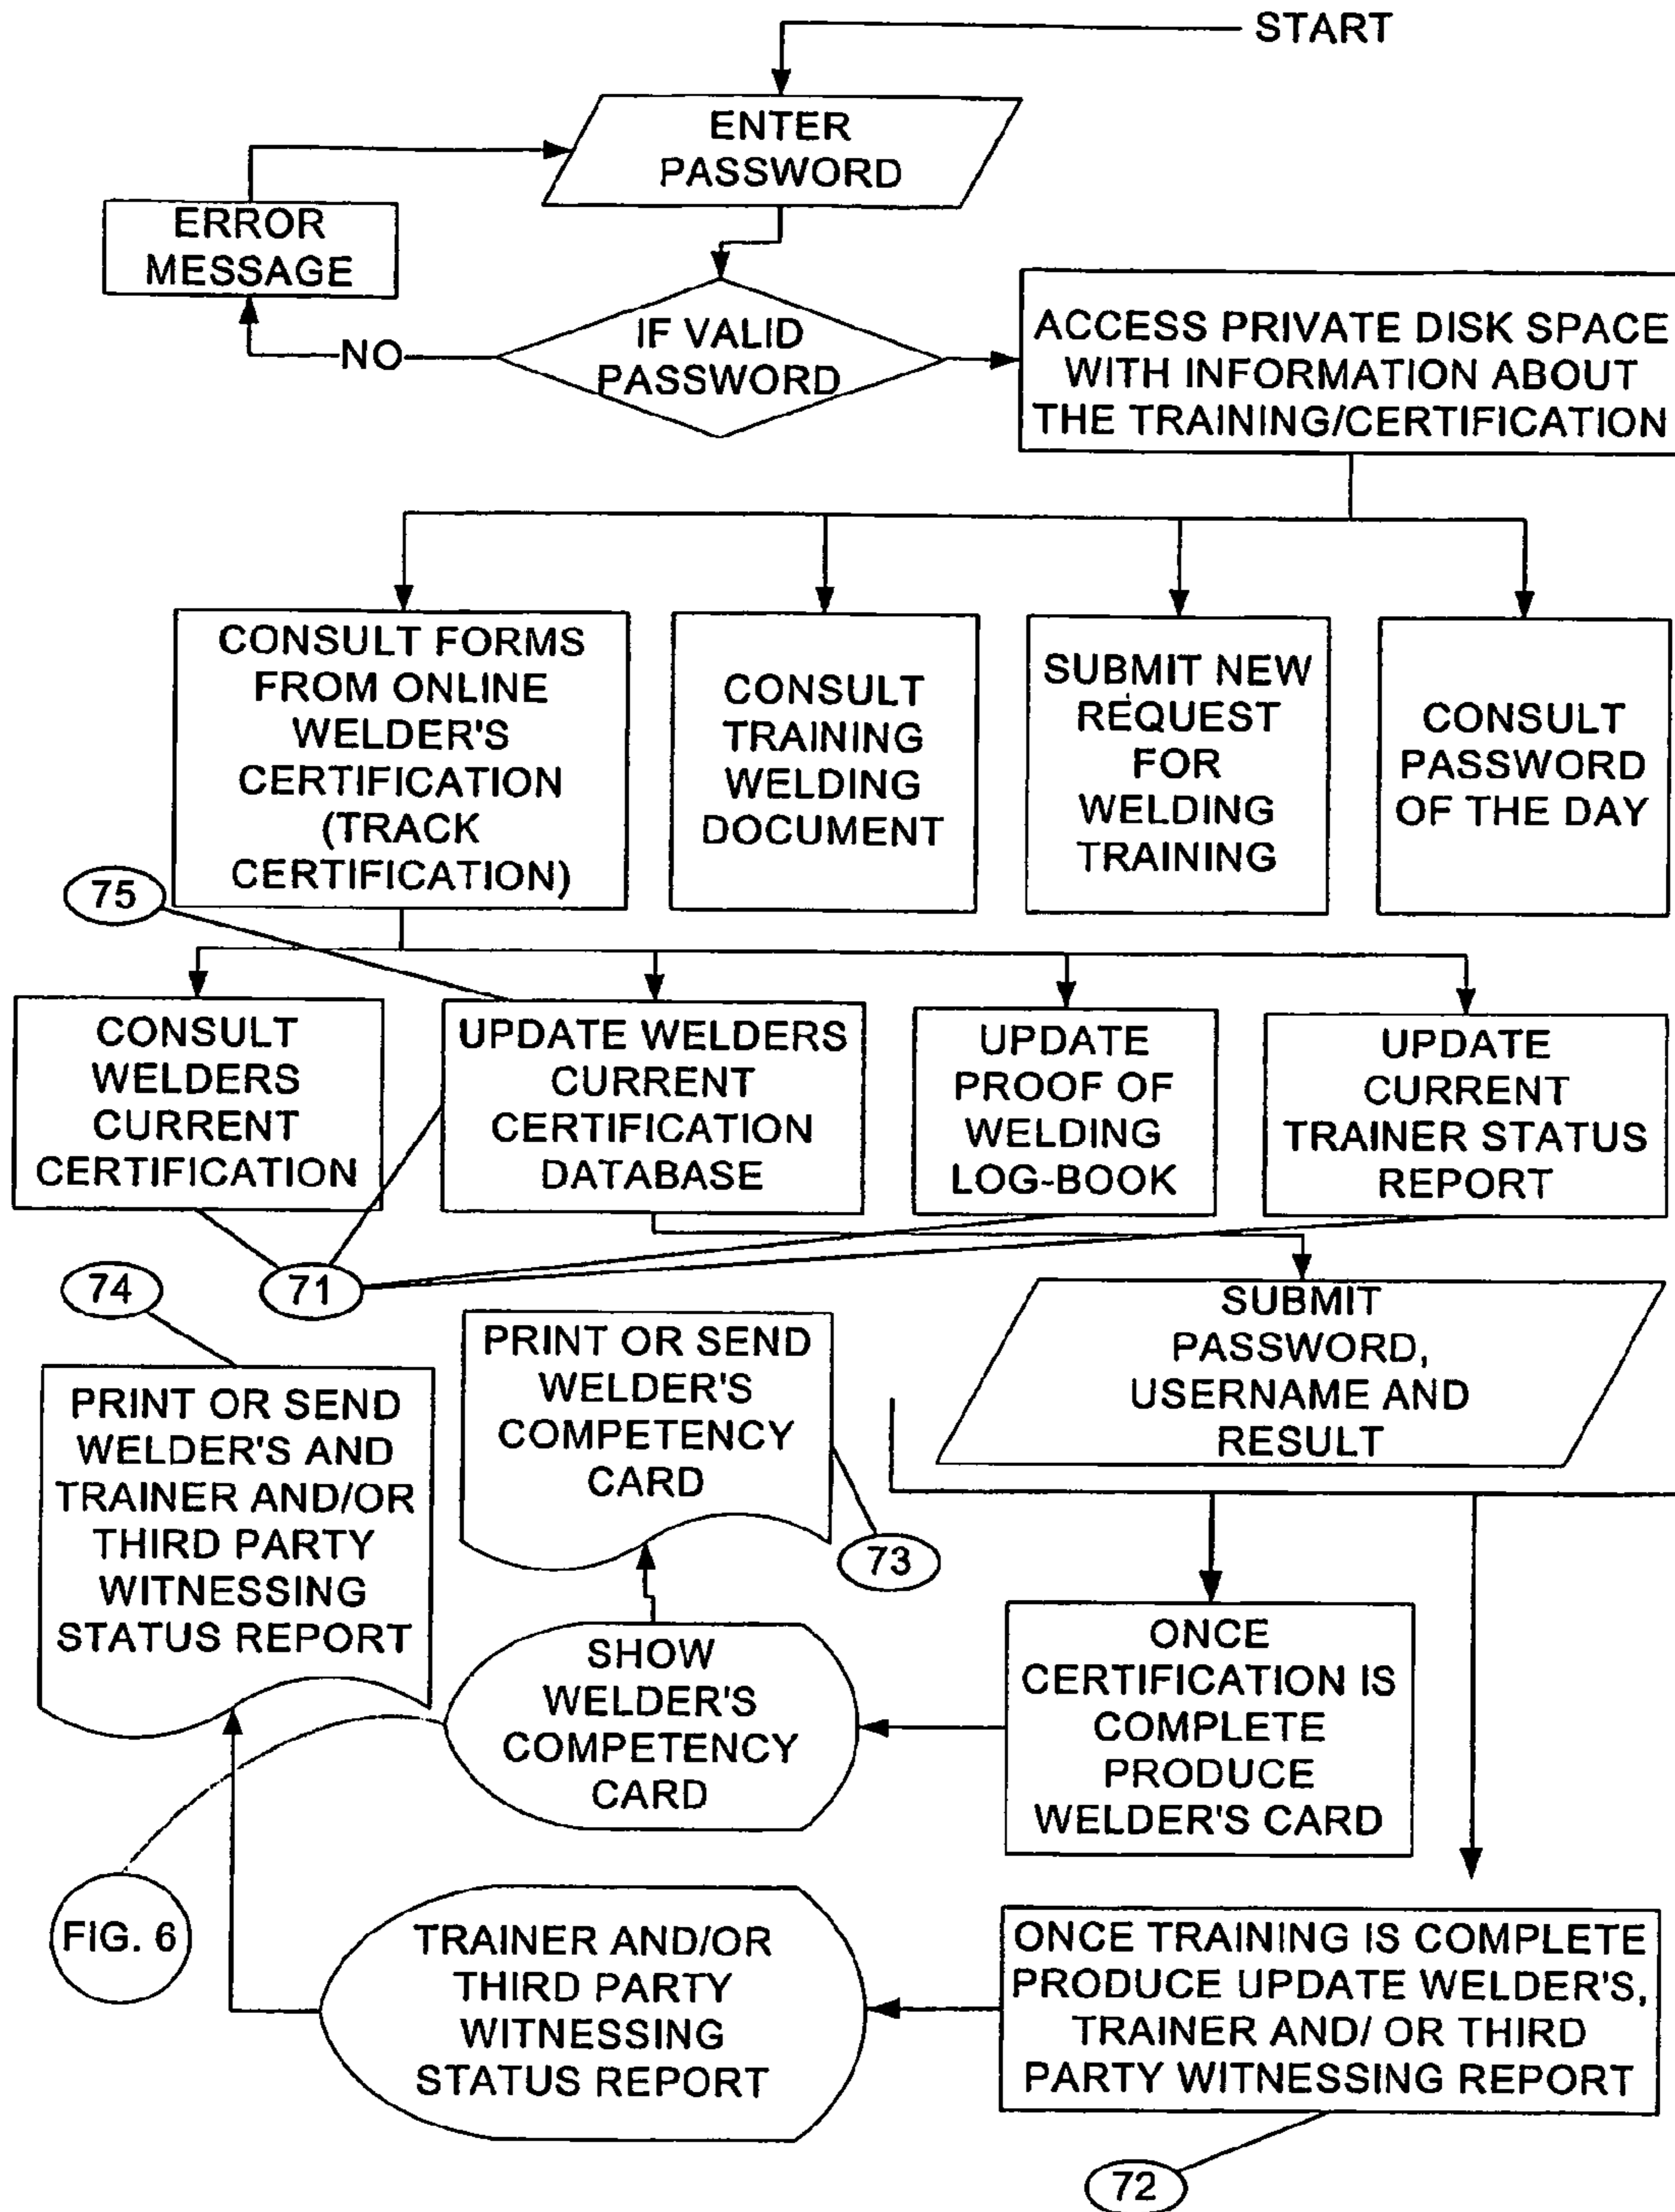 START
ENTER
PASSWORD
ERROR
MESSAGE
IF VALID
PASSWORD
NO
ACCESS PRIVATE DISK SPACE
WITH INFORMATION ABOUT
THE TRAINING/CERTIFICATION
CONSULT FORMS
FROM ONLINE
WELDER'S
CERTIFICATION
(TRACK
CERTIFICATION)
CONSULT
TRAINING
WELDING
DOCUMENT
SUBMIT NEW
REQUEST
FOR
WELDING
TRAINING
CONSULT
PASSWORD
OF THE DAY
75
CONSULT
WELDERS
CURRENT
CERTIFICATION
UPDATE WELDERS
CURRENT
CERTIFICATION
DATABASE
UPDATE
PROOF OF
WELDING
LOG-BOOK
UPDATE
CURRENT
TRAINER STATUS
REPORT
74
71
SUBMIT
PASSWORD,
USERNAME AND
RESULT
PRINT OR SEND
WELDER'S
COMPETENCY
CARD
73
PRINT OR SEND
WELDER'S AND
TRAINER AND/OR
THIRD PARTY
WITNESSING
STATUS REPORT
SHOW
WELDER'S
COMPETENCY
CARD
ONCE
CERTIFICATION IS
COMPLETE
PRODUCE
WELDER'S CARD
FIG. 6
TRAINER AND/OR
THIRD PARTY
WITNESSING
STATUS REPORT
ONCE TRAINING IS COMPLETE
PRODUCE UPDATE WELDER'S,
TRAINER AND/ OR THIRD
PARTY WITNESSING REPORT
72